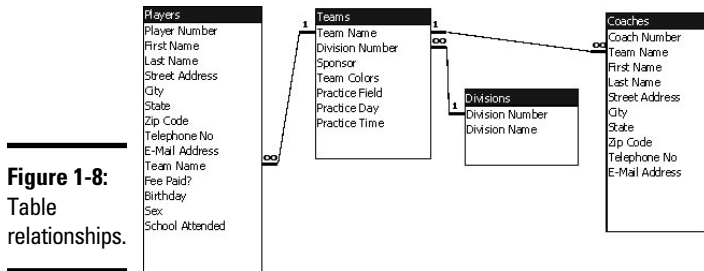 Players
Player Number
First Name
Last Name
Street Address
City
State
Zip Code
Telephone No
E-Mail Address
Team Name
Fee Paid?
Birthday
Sex
School Attended
1
∞
Teams
Team Name
Division Number
Sponsor
Team Colors
Practice Field
Practice Day
Practice Time
1
∞
Divisions
Division Number
Division Name
1
Coaches
Coach Number
Team Name
First Name
Last Name
Street Address
City
State
Zip Code
Telephone No
E-Mail Address
∞
Figure 1-8:
Table
relationships.